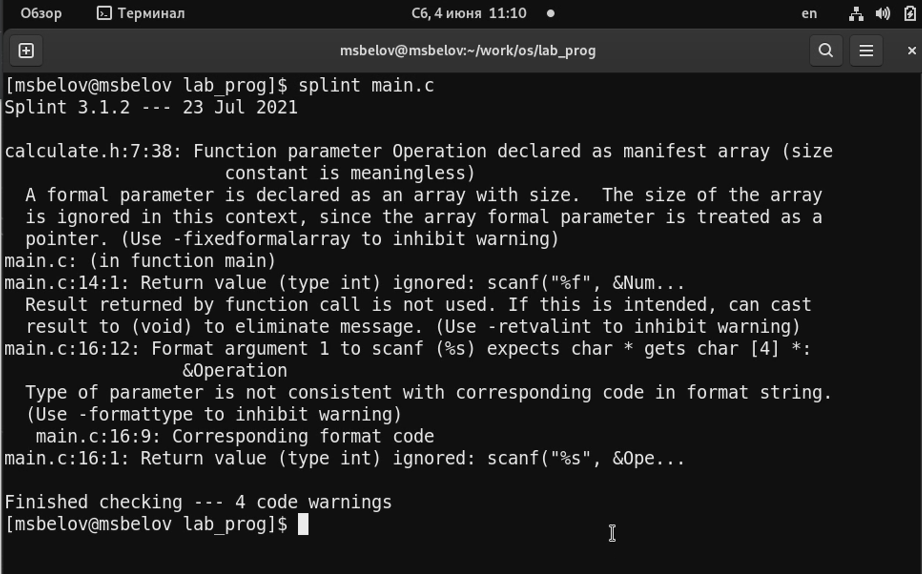 Обзор Терминал Сб, 4 июня 11:10 en
msbelov@msbelov:~/work/os/lab_prog
[msbelov@msbelov lab_prog]$ splint main.c
Splint 3.1.2 --- 23 Jul 2021

calculate.h:7:38: Function parameter Operation declared as manifest array (size
                     constant is meaningless)
  A formal parameter is declared as an array with size.  The size of the array
  is ignored in this context, since the array formal parameter is treated as a
  pointer. (Use -fixedformalarray to inhibit warning)
main.c: (in function main)
main.c:14:1: Return value (type int) ignored: scanf("%f", &Num...
  Result returned by function call is not used. If this is intended, can cast
  result to (void) to eliminate message. (Use -retvalint to inhibit warning)
main.c:16:12: Format argument 1 to scanf (%s) expects char * gets char [4] *:
                 &Operation
  Type of parameter is not consistent with corresponding code in format string.
  (Use -formattype to inhibit warning)
   main.c:16:9: Corresponding format code
main.c:16:1: Return value (type int) ignored: scanf("%s", &Ope...

Finished checking --- 4 code warnings
[msbelov@msbelov lab_prog]$